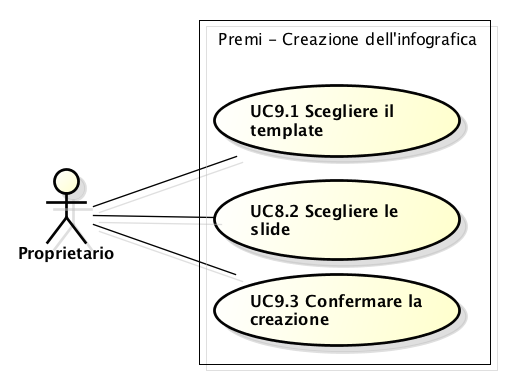 Premi - Creazione dell'infografica
UC9.1 Scegliere il
template
UC8.2 Scegliere le
slide
Proprietario
UC9.3 Confermare la
creazione